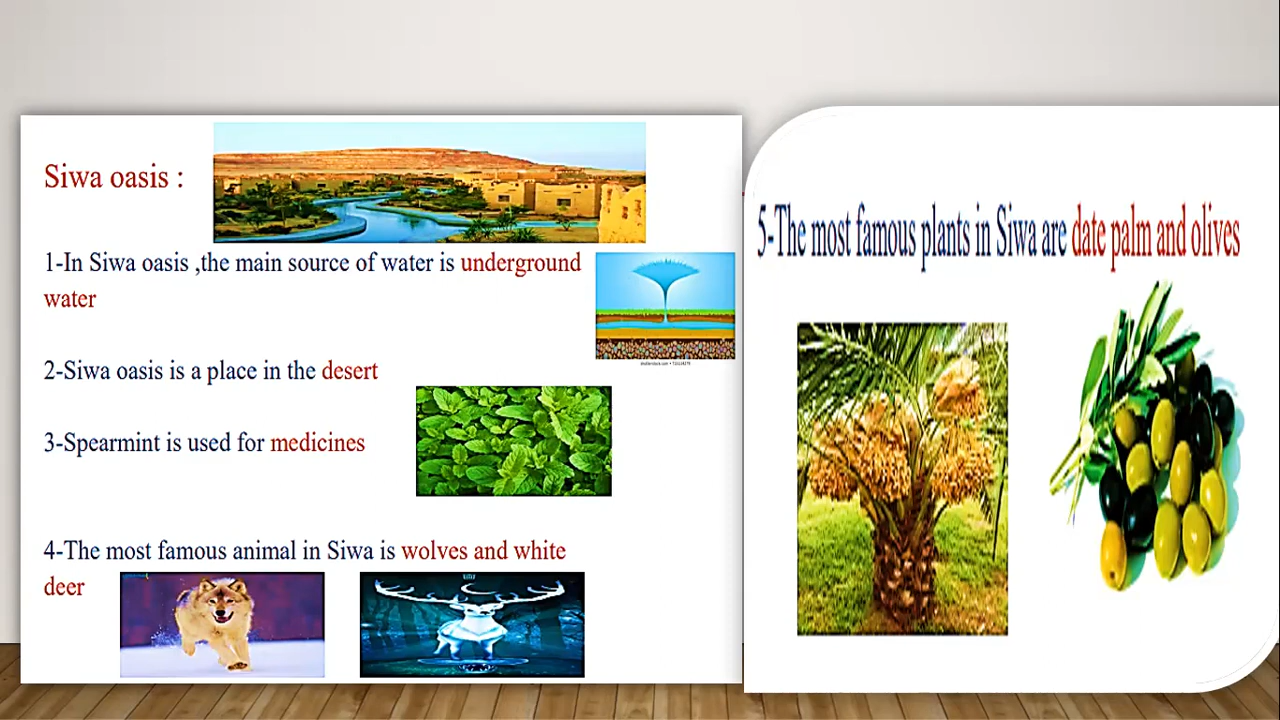 Siwa oasis :
1-In Siwa oasis ,the main source of water is underground
water
2-Siwa oasis is a place in the desert
3-Spearmint is used for medicines
4-The most famous animal in Siwa is wolves and white
deer
5-The most famous plants in Siwa are date palm and olives